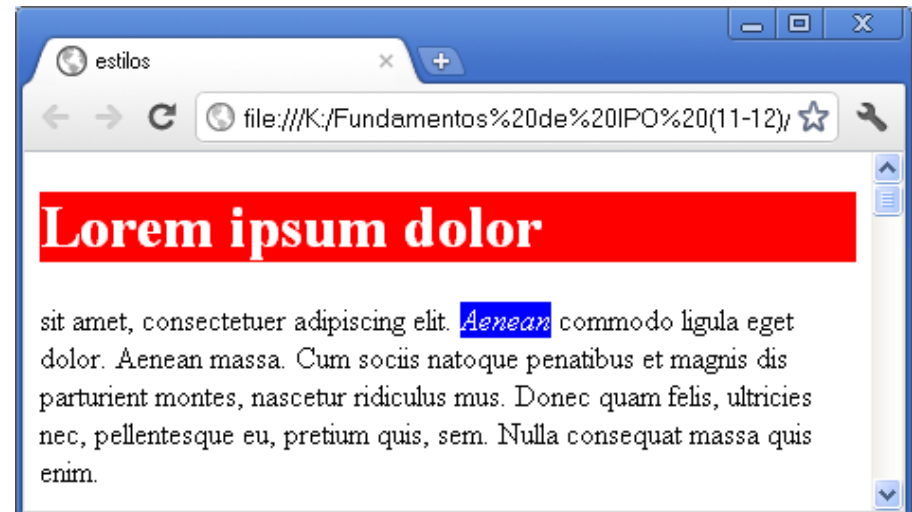 estilos
file:///K:/Fundamentos%20de%20IPO%20(11-12)/
Lorem ipsum dolor
sit amet, consectetuer adipiscing elit. Aenean commodo ligula eget
dolor. Aenean massa. Cum sociis natoque penatibus et magnis dis
parturient montes, nascetur ridiculus mus. Donec quam felis, ultricies
nec, pellentesque eu, pretium quis, sem. Nulla consequat massa quis
enim.